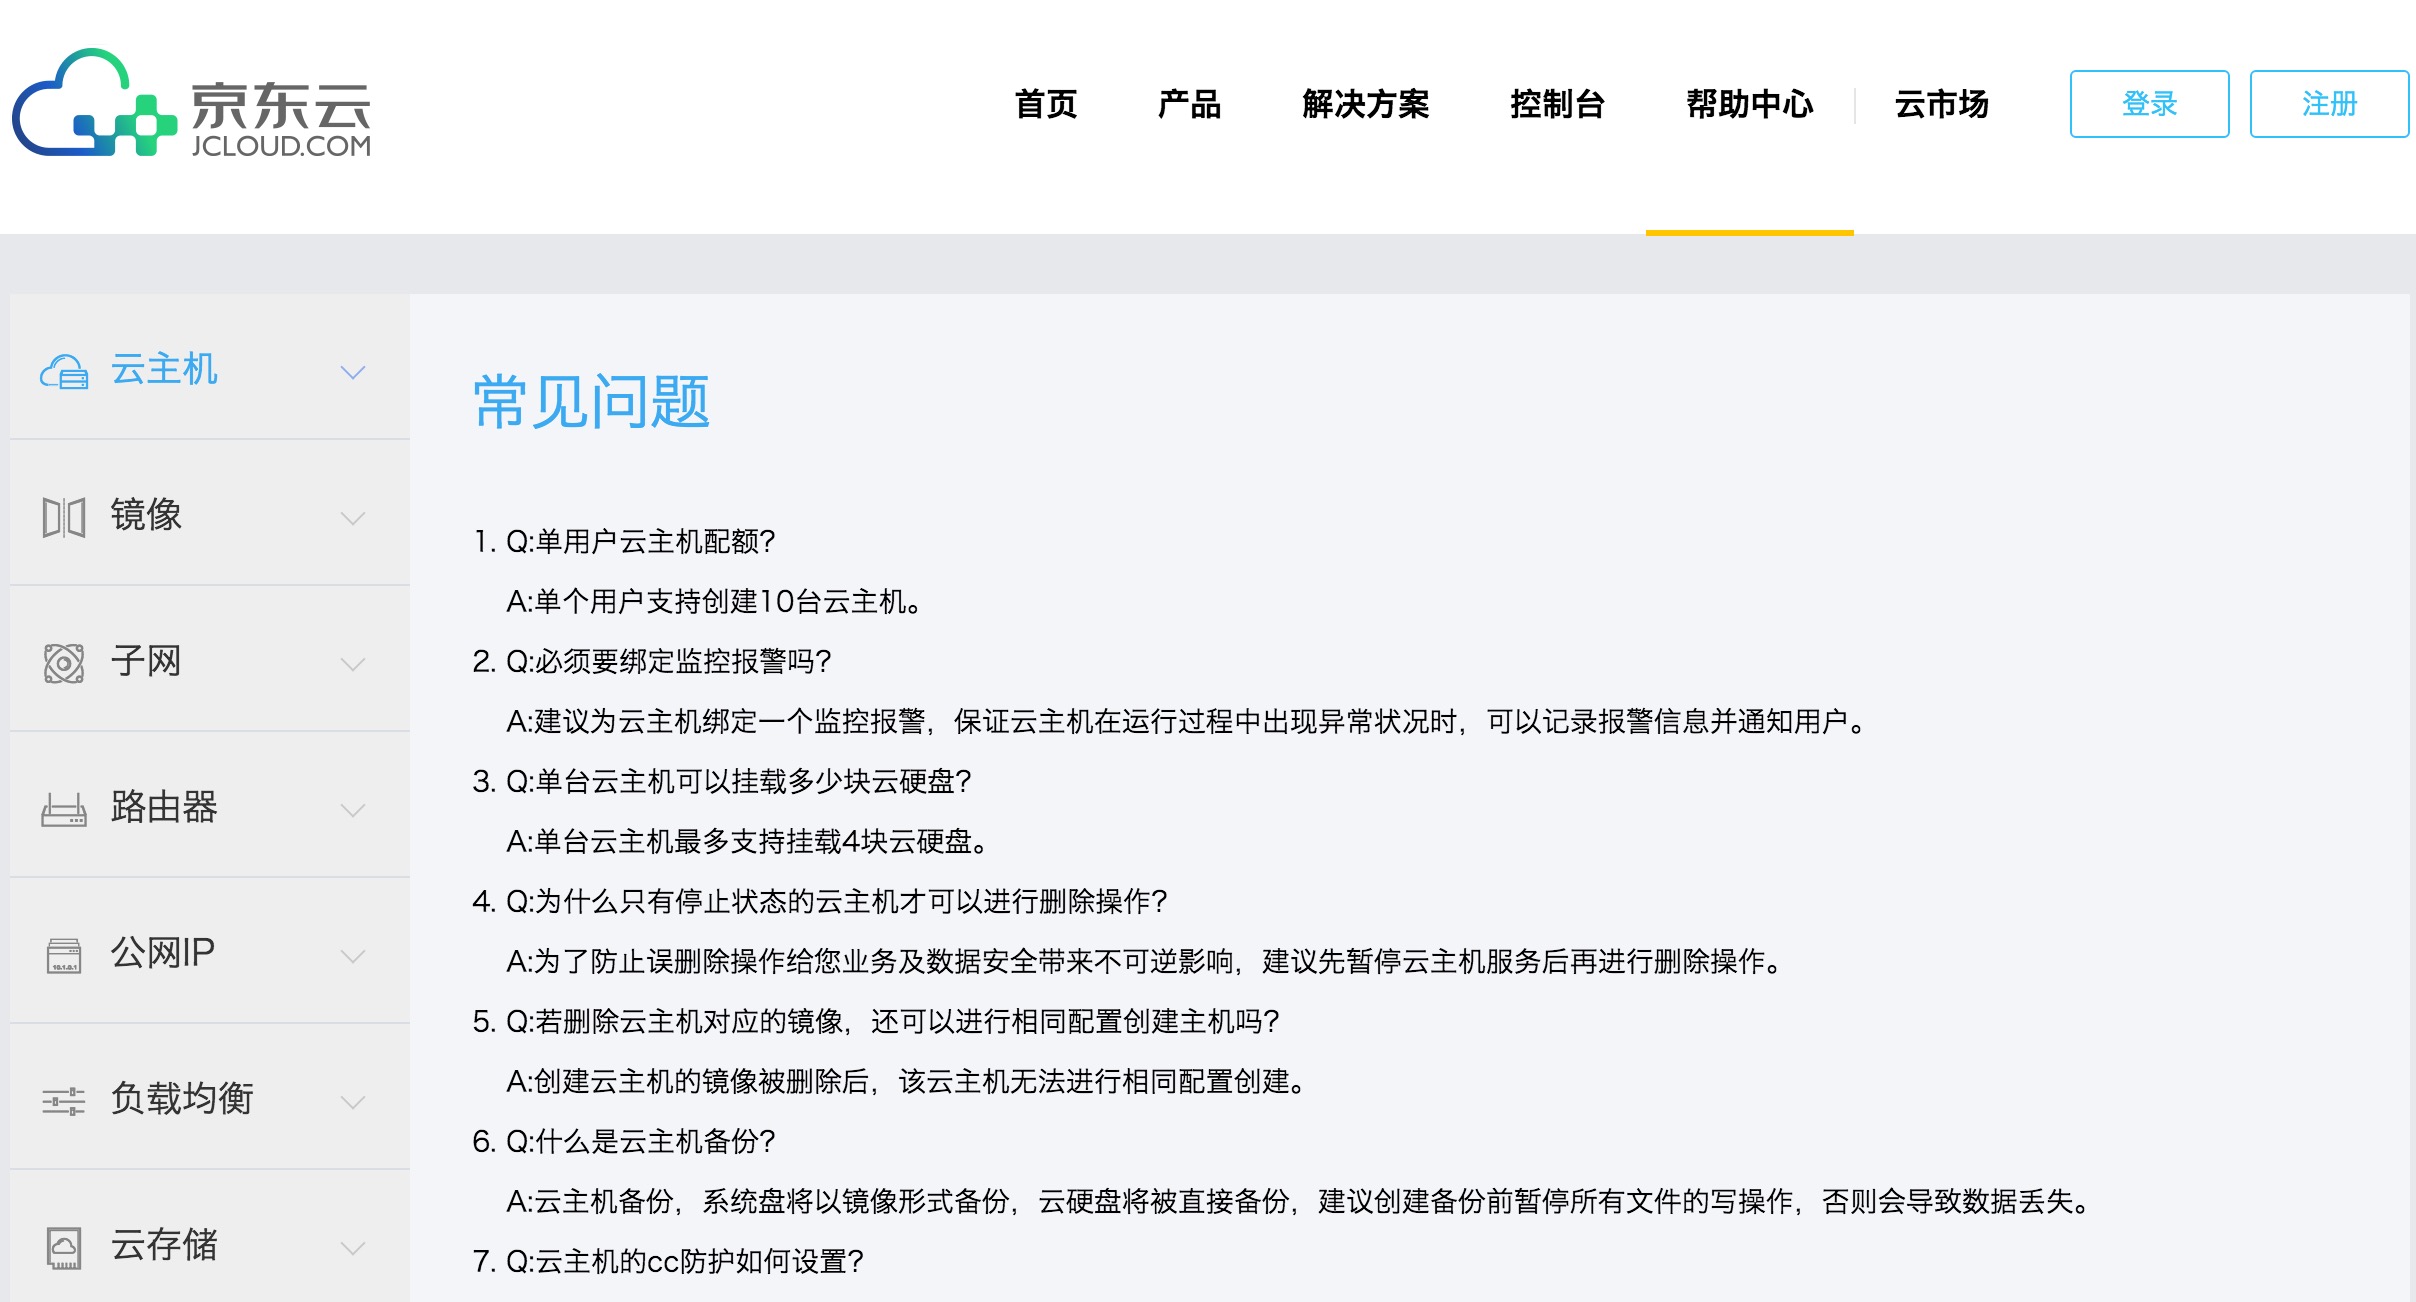 京东云
JCLOUD.COM
首页 产品 解决方案 控制台 帮助中心 云市场 登录 注册
云主机
镜像
子网
路由器
公网IP
负载均衡
云存储
常见问题
1. Q:单用户云主机配额?
A:单个用户支持创建10台云主机。
2. Q:必须要绑定监控报警吗?
A:建议为云主机绑定一个监控报警，保证云主机在运行过程中出现异常状况时，可以记录报警信息并通知用户。
3. Q:单台云主机可以挂载多少块云硬盘?
A:单台云主机最多支持挂载4块云硬盘。
4. Q:为什么只有停止状态的云主机才可以进行删除操作?
A:为了防止误删除操作给您业务及数据安全带来不可逆影响，建议先暂停云主机服务后再进行删除操作。
5. Q:若删除云主机对应的镜像，还可以进行相同配置创建主机吗?
A:创建云主机的镜像被删除后，该云主机无法进行相同配置创建。
6. Q:什么是云主机备份?
A:云主机备份，系统盘将以镜像形式备份，云硬盘将被直接备份，建议创建备份前暂停所有文件的写操作，否则会导致数据丢失。
7. Q:云主机的cc防护如何设置?